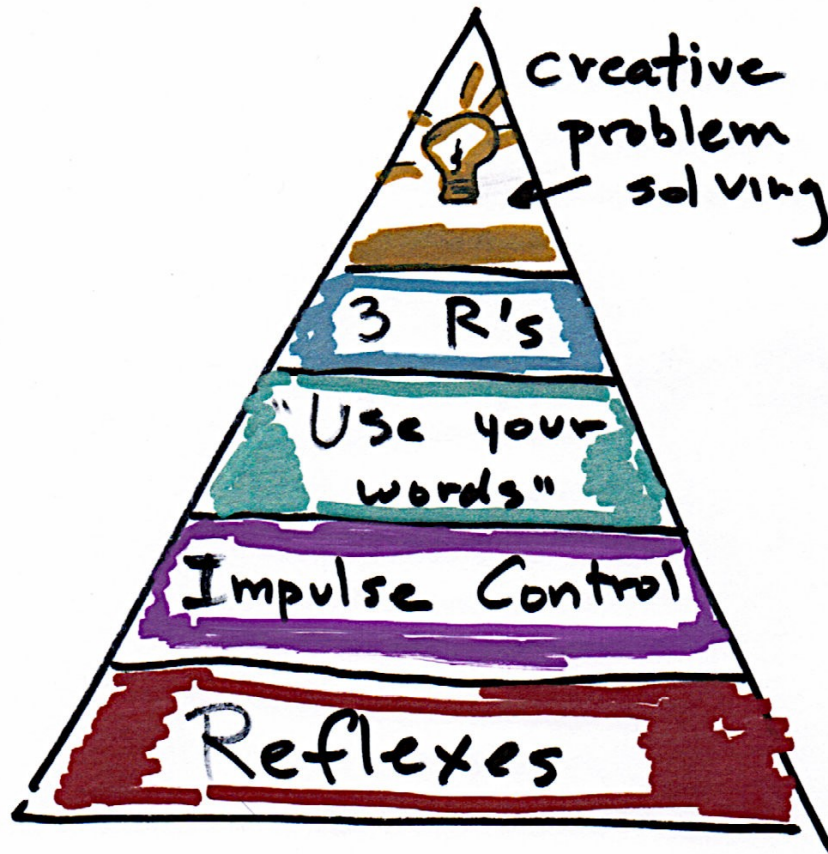 creative
problem
solving
3 R's
"Use your
words"
Impulse Control
Reflexes